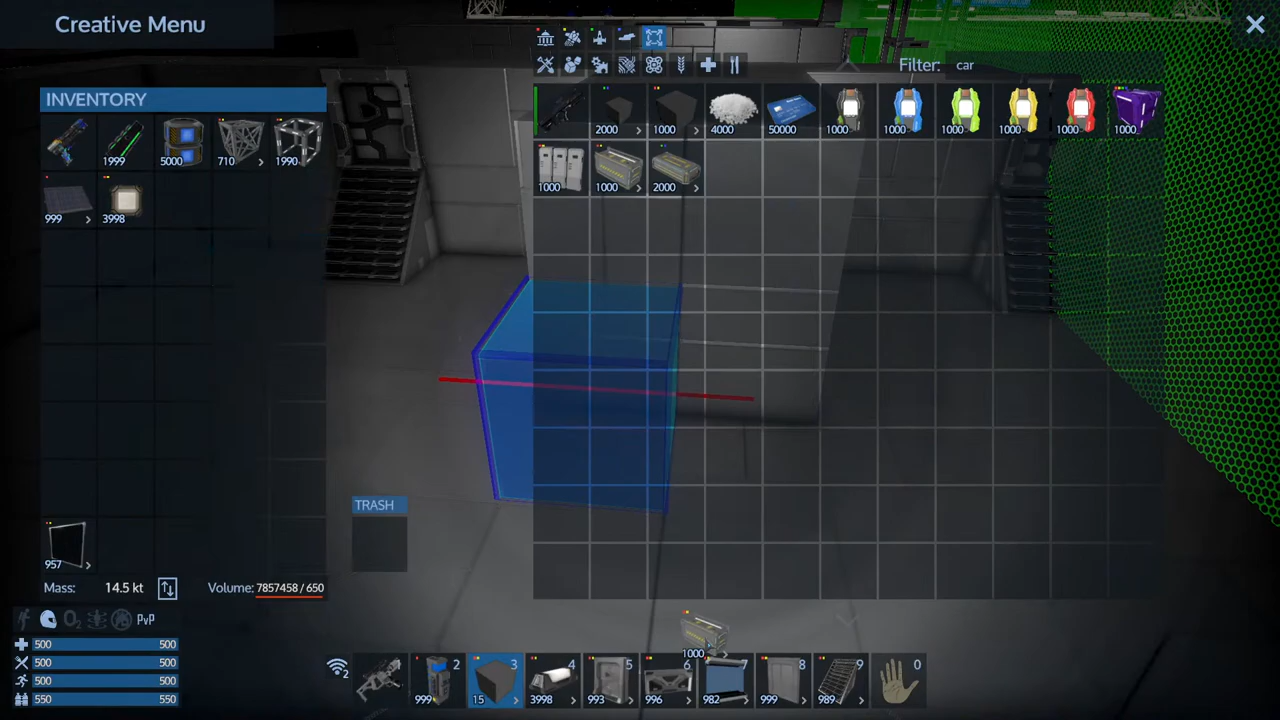 Creative Menu
Filter: car
INVENTORY
1999 5000 710 1990
999 3998
2000 1000 4000 50000 1000 1000 1000 1000 1000 1000
1000 1000 2000
TRASH
957
Mass: 14.5 kt Volume: 7857458 / 650
PvP
500 500
500 500
500 500
550 550
1000
2
2 3 4 5 6 7 8 9 0
999 15 3998 993 996 982 999 989